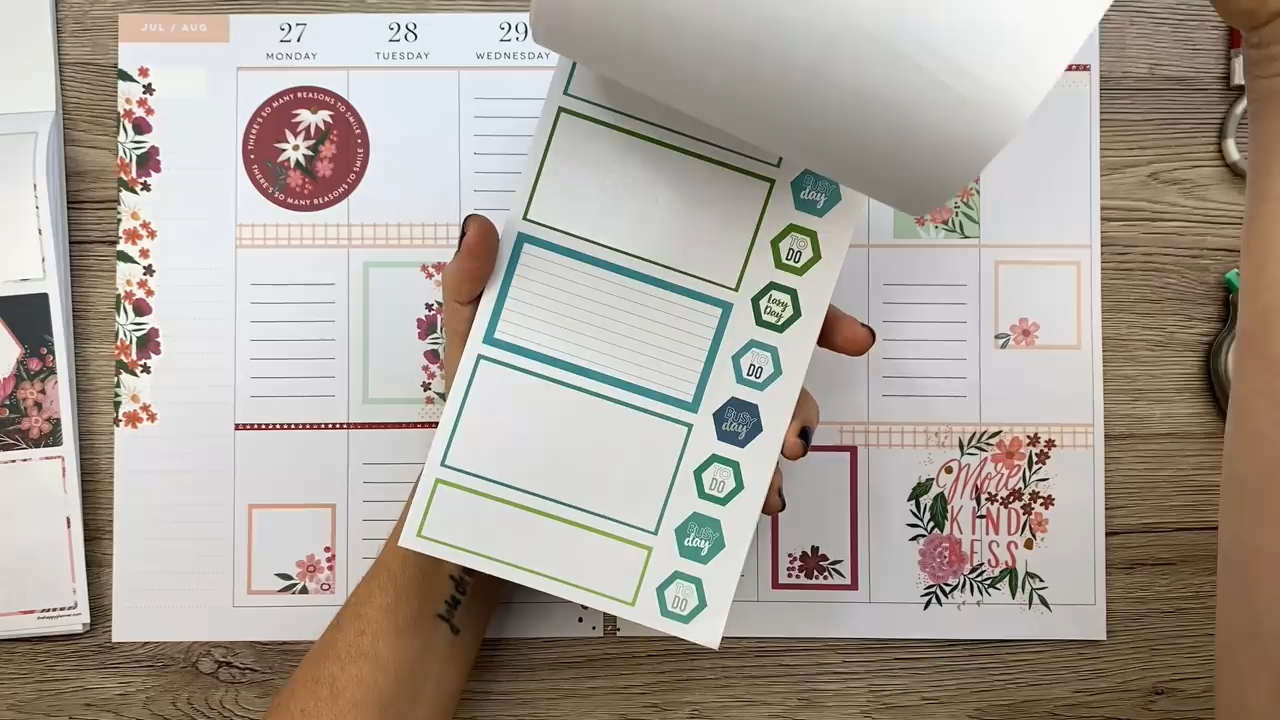 JUL / AUG
27
28
29
MONDAY
TUESDAY
WEDNESDAY
THERE'S SO MANY REASONS TO SMILE •
THERE'S SO MANY REASONS TO SMILE •
BUSY
day
TO
DO
Lazy
Day
TO
DO
BUSY
day
TO
DO
BUSY
day
TO
DO
More
KIND
ESS